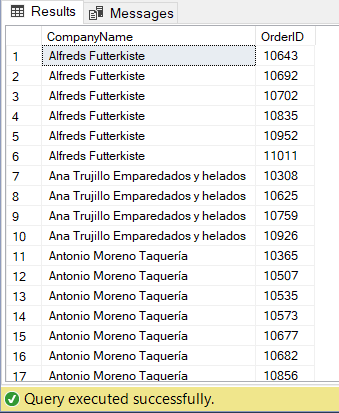 Results Messages
CompanyName OrderID
1 Alfreds Futterkiste 10643
2 Alfreds Futterkiste 10692
3 Alfreds Futterkiste 10702
4 Alfreds Futterkiste 10835
5 Alfreds Futterkiste 10952
6 Alfreds Futterkiste 11011
7 Ana Trujillo Emparedados y helados 10308
8 Ana Trujillo Emparedados y helados 10625
9 Ana Trujillo Emparedados y helados 10759
10 Ana Trujillo Emparedados y helados 10926
11 Antonio Moreno Taquería 10365
12 Antonio Moreno Taquería 10507
13 Antonio Moreno Taquería 10535
14 Antonio Moreno Taquería 10573
15 Antonio Moreno Taquería 10677
16 Antonio Moreno Taquería 10682
17 Antonio Moreno Taquería 10856
Query executed successfully.